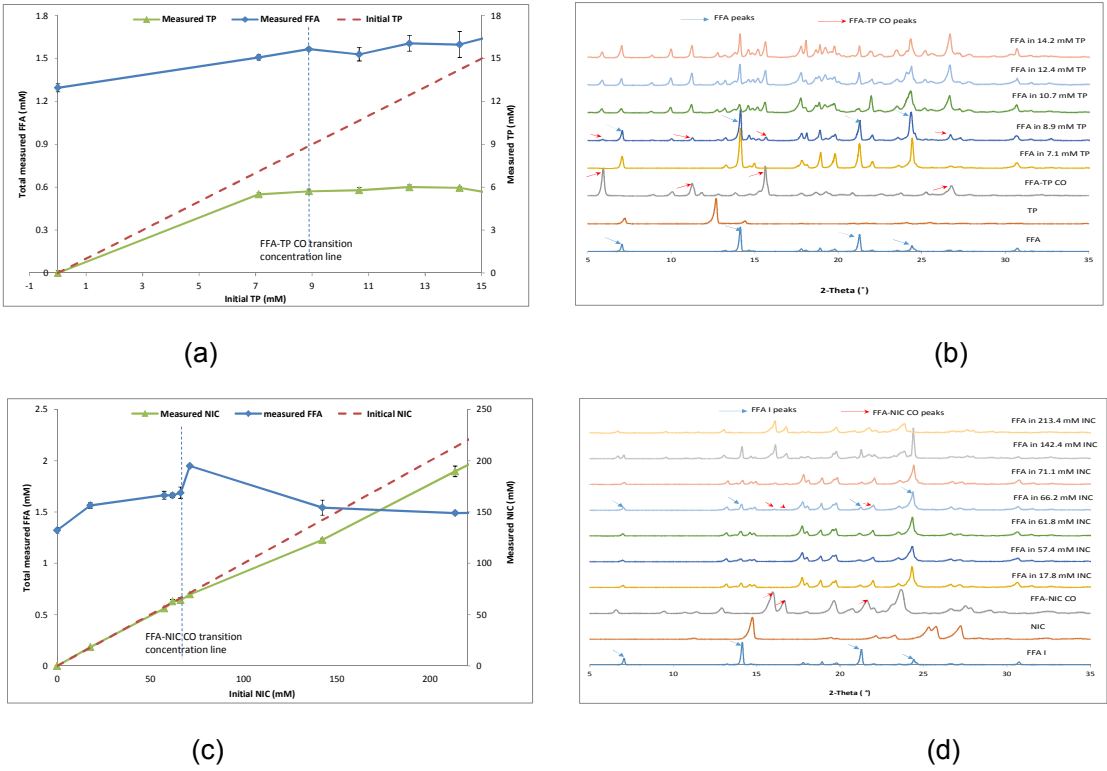 Measured TP
Measured FFA
Initial TP
1.8
1.5
1.2
0.9
0.6
0.3
0
Total measured FFA (mM)
18
15
12
9
6
3
0
Measured TP (mM)
FFA-TP CO transition
concentration line
-1
1
3
5
7
9
11
13
15
Initial TP (mM)
(a)
FFA peaks
FFA-TP CO peaks
FFA in 14.2 mM TP
FFA in 12.4 mM TP
FFA in 10.7 mM TP
FFA in 8.9 mM TP
FFA in 7.1 mM TP
FFA-TP CO
TP
FFA
5
10
15
20
25
30
35
2-Theta (˚)
(b)
Measured NIC
measured FFA
Inítical NIC
2.5
2
1.5
1
0.5
0
Total measured FFA (mM)
250
200
150
100
50
0
Measured NIC (mM)
FFA-NIC CO transition
concentration line
0
50
100
150
200
Initial NIC (mM)
(c)
FFA I peaks
FFA-NIC CO peaks
FFA in 213.4 mM INC
FFA in 142.4 mM INC
FFA in 71.1 mM INC
FFA in 66.2 mM INC
FFA in 61.8 mM INC
FFA in 57.4 mM INC
FFA in 17.8 mM INC
FFA-NIC CO
NIC
FFA I
5
10
15
20
25
30
35
2-Theta (°)
(d)